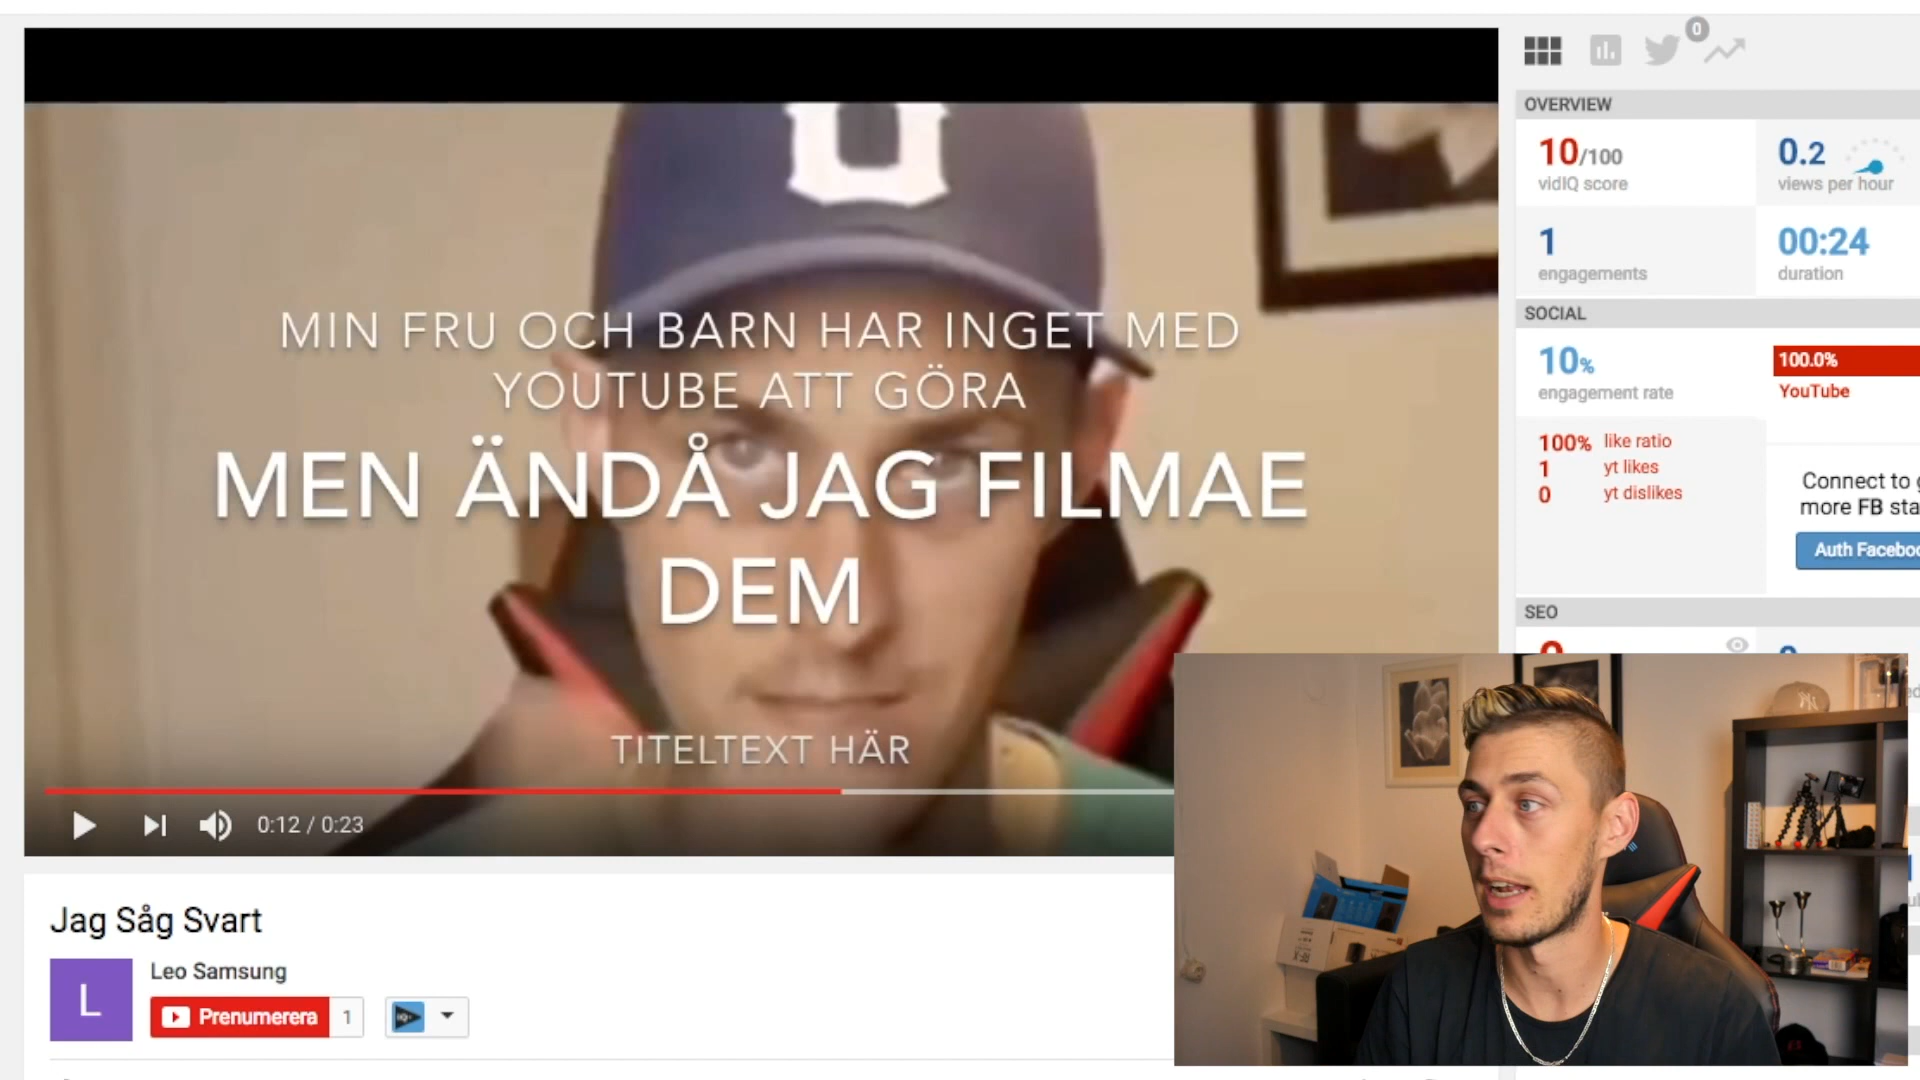 MIN FRU OCH BARN HAR INGET MED
YOUTUBE ATT GÖRA
MEN ÄNDÅ JAG FILMAE
DEM
TITELTEXT HÄR
0:12 / 0:23
Jag Såg Svart
L
Leo Samsung
Prenumerera 1
0
OVERVIEW
10/100
vidIQ score
0.2
views per hour
1
engagements
00:24
duration
SOCIAL
10%
engagement rate
100.0%
YouTube
100% like ratio
1 yt likes
0 yt dislikes
Connect to
more FB
Auth
SEO